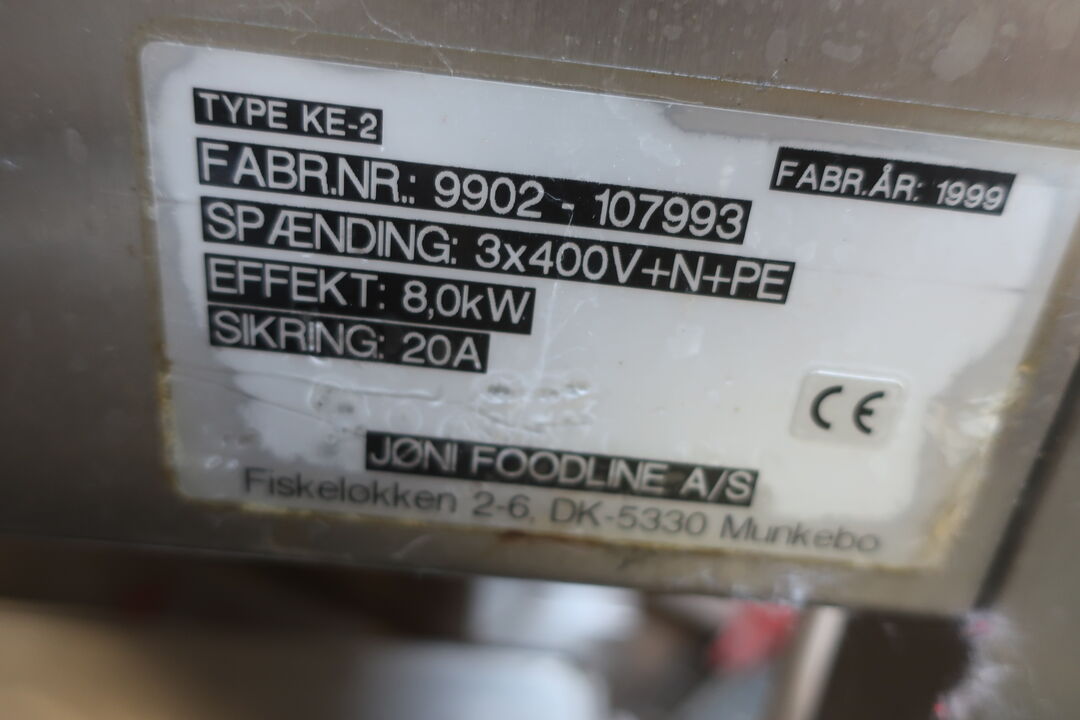 TYPE KE-2
FABR.NR.: 9902 - 107993
FABR.ÅR: 1999
SPÆNDING: 3x400V+N+PE
EFFEKT: 8,0kW
SIKRING: 20A
CE
JØNI FOODLINE A/S
Fiskeløkken 2-6, DK-5330 Munkebo